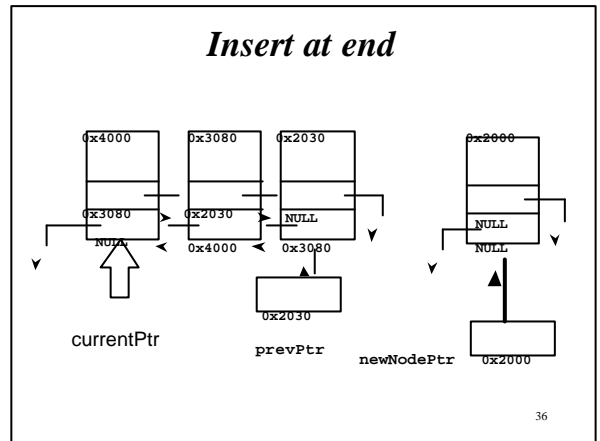 Insert at end
0x4000 0x3080 0x2030 0x2000
0x3080 0x2030 NULL NULL
NULL 0x4000 0x3080 NULL
0x2030
currentPtr prevPtr newNodePtr 0x2000
36